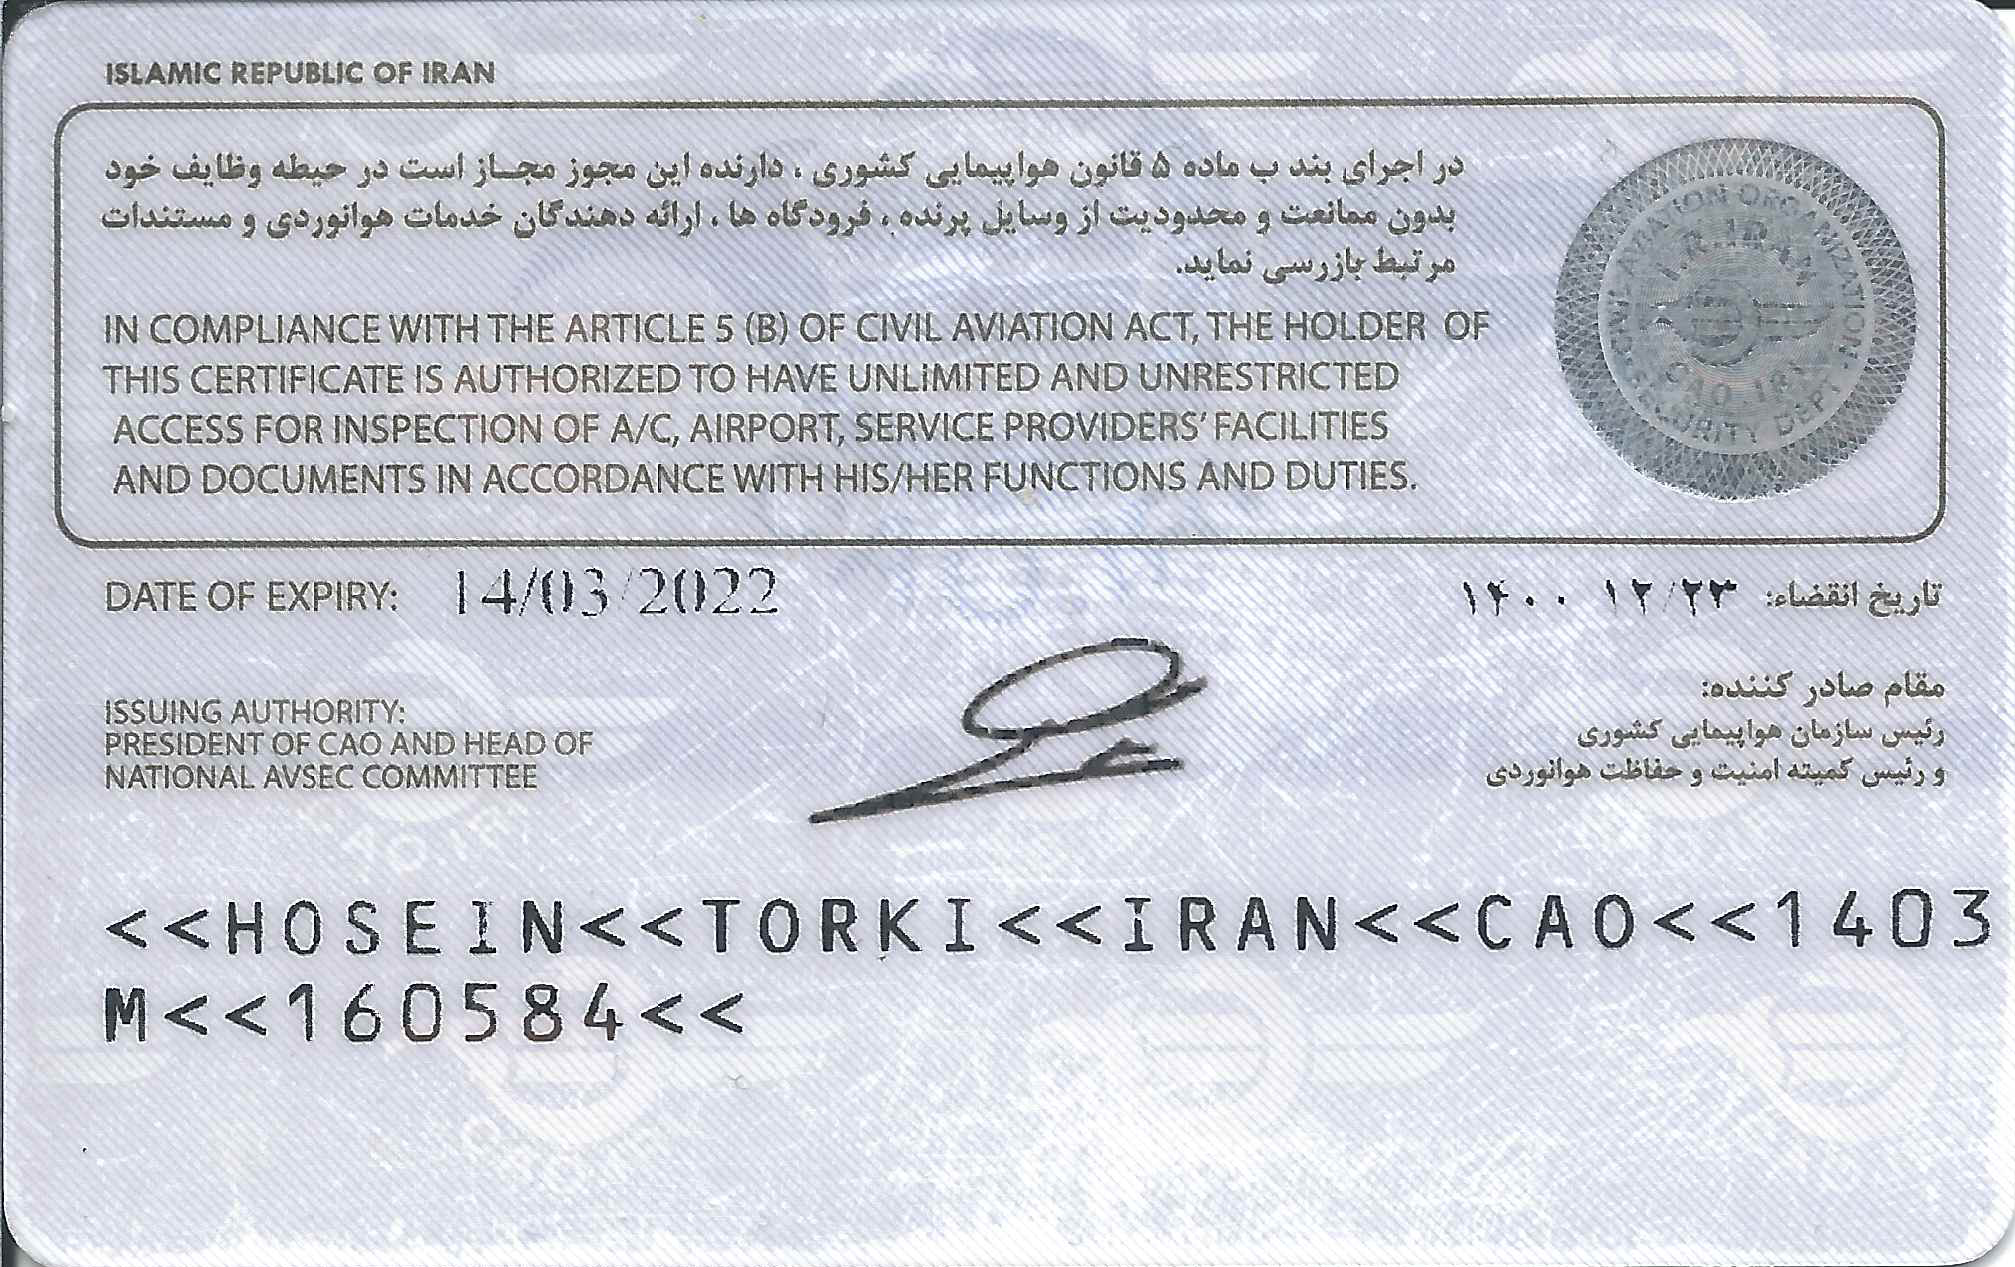 ISLAMIC REPUBLIC OF IRAN
در اجرای بند ب ماده ۵ قانون هواپیمایی کشوری ، دارنده این مجوز مجـاز است در حیطه وظایف خود
بدون ممانعت و محدودیت از وسایل پرنده ، فرودگاه ها ، ارائه دهندگان خدمات هوانوردی و مستندات
مرتبط بازرسی نماید.
IN COMPLIANCE WITH THE ARTICLE 5 (B) OF CIVIL AVIATION ACT, THE HOLDER OF
THIS CERTIFICATE IS AUTHORIZED TO HAVE UNLIMITED AND UNRESTRICTED
ACCESS FOR INSPECTION OF A/C, AIRPORT, SERVICE PROVIDERS' FACILITIES
AND DOCUMENTS IN ACCORDANCE WITH HIS/HER FUNCTIONS AND DUTIES.
AVIATION ORGANIZATION
I.R.IRAN
CAO.IRI
SECURITY DEPT
DATE OF EXPIRY: 14/03/2022
تاریخ انقضاء: ۱۴۰۰/۱۲/۲۳
ISSUING AUTHORITY:
PRESIDENT OF CAO AND HEAD OF
NATIONAL AVSEC COMMITTEE
مقام صادر کننده:
رئیس سازمان هواپیمایی کشوری
و رئیس کمیته امنیت و حفاظت هوانوردی
<<HOSEIN<<TORKI<<IRAN<<CAO<<1403
M<<160584<<